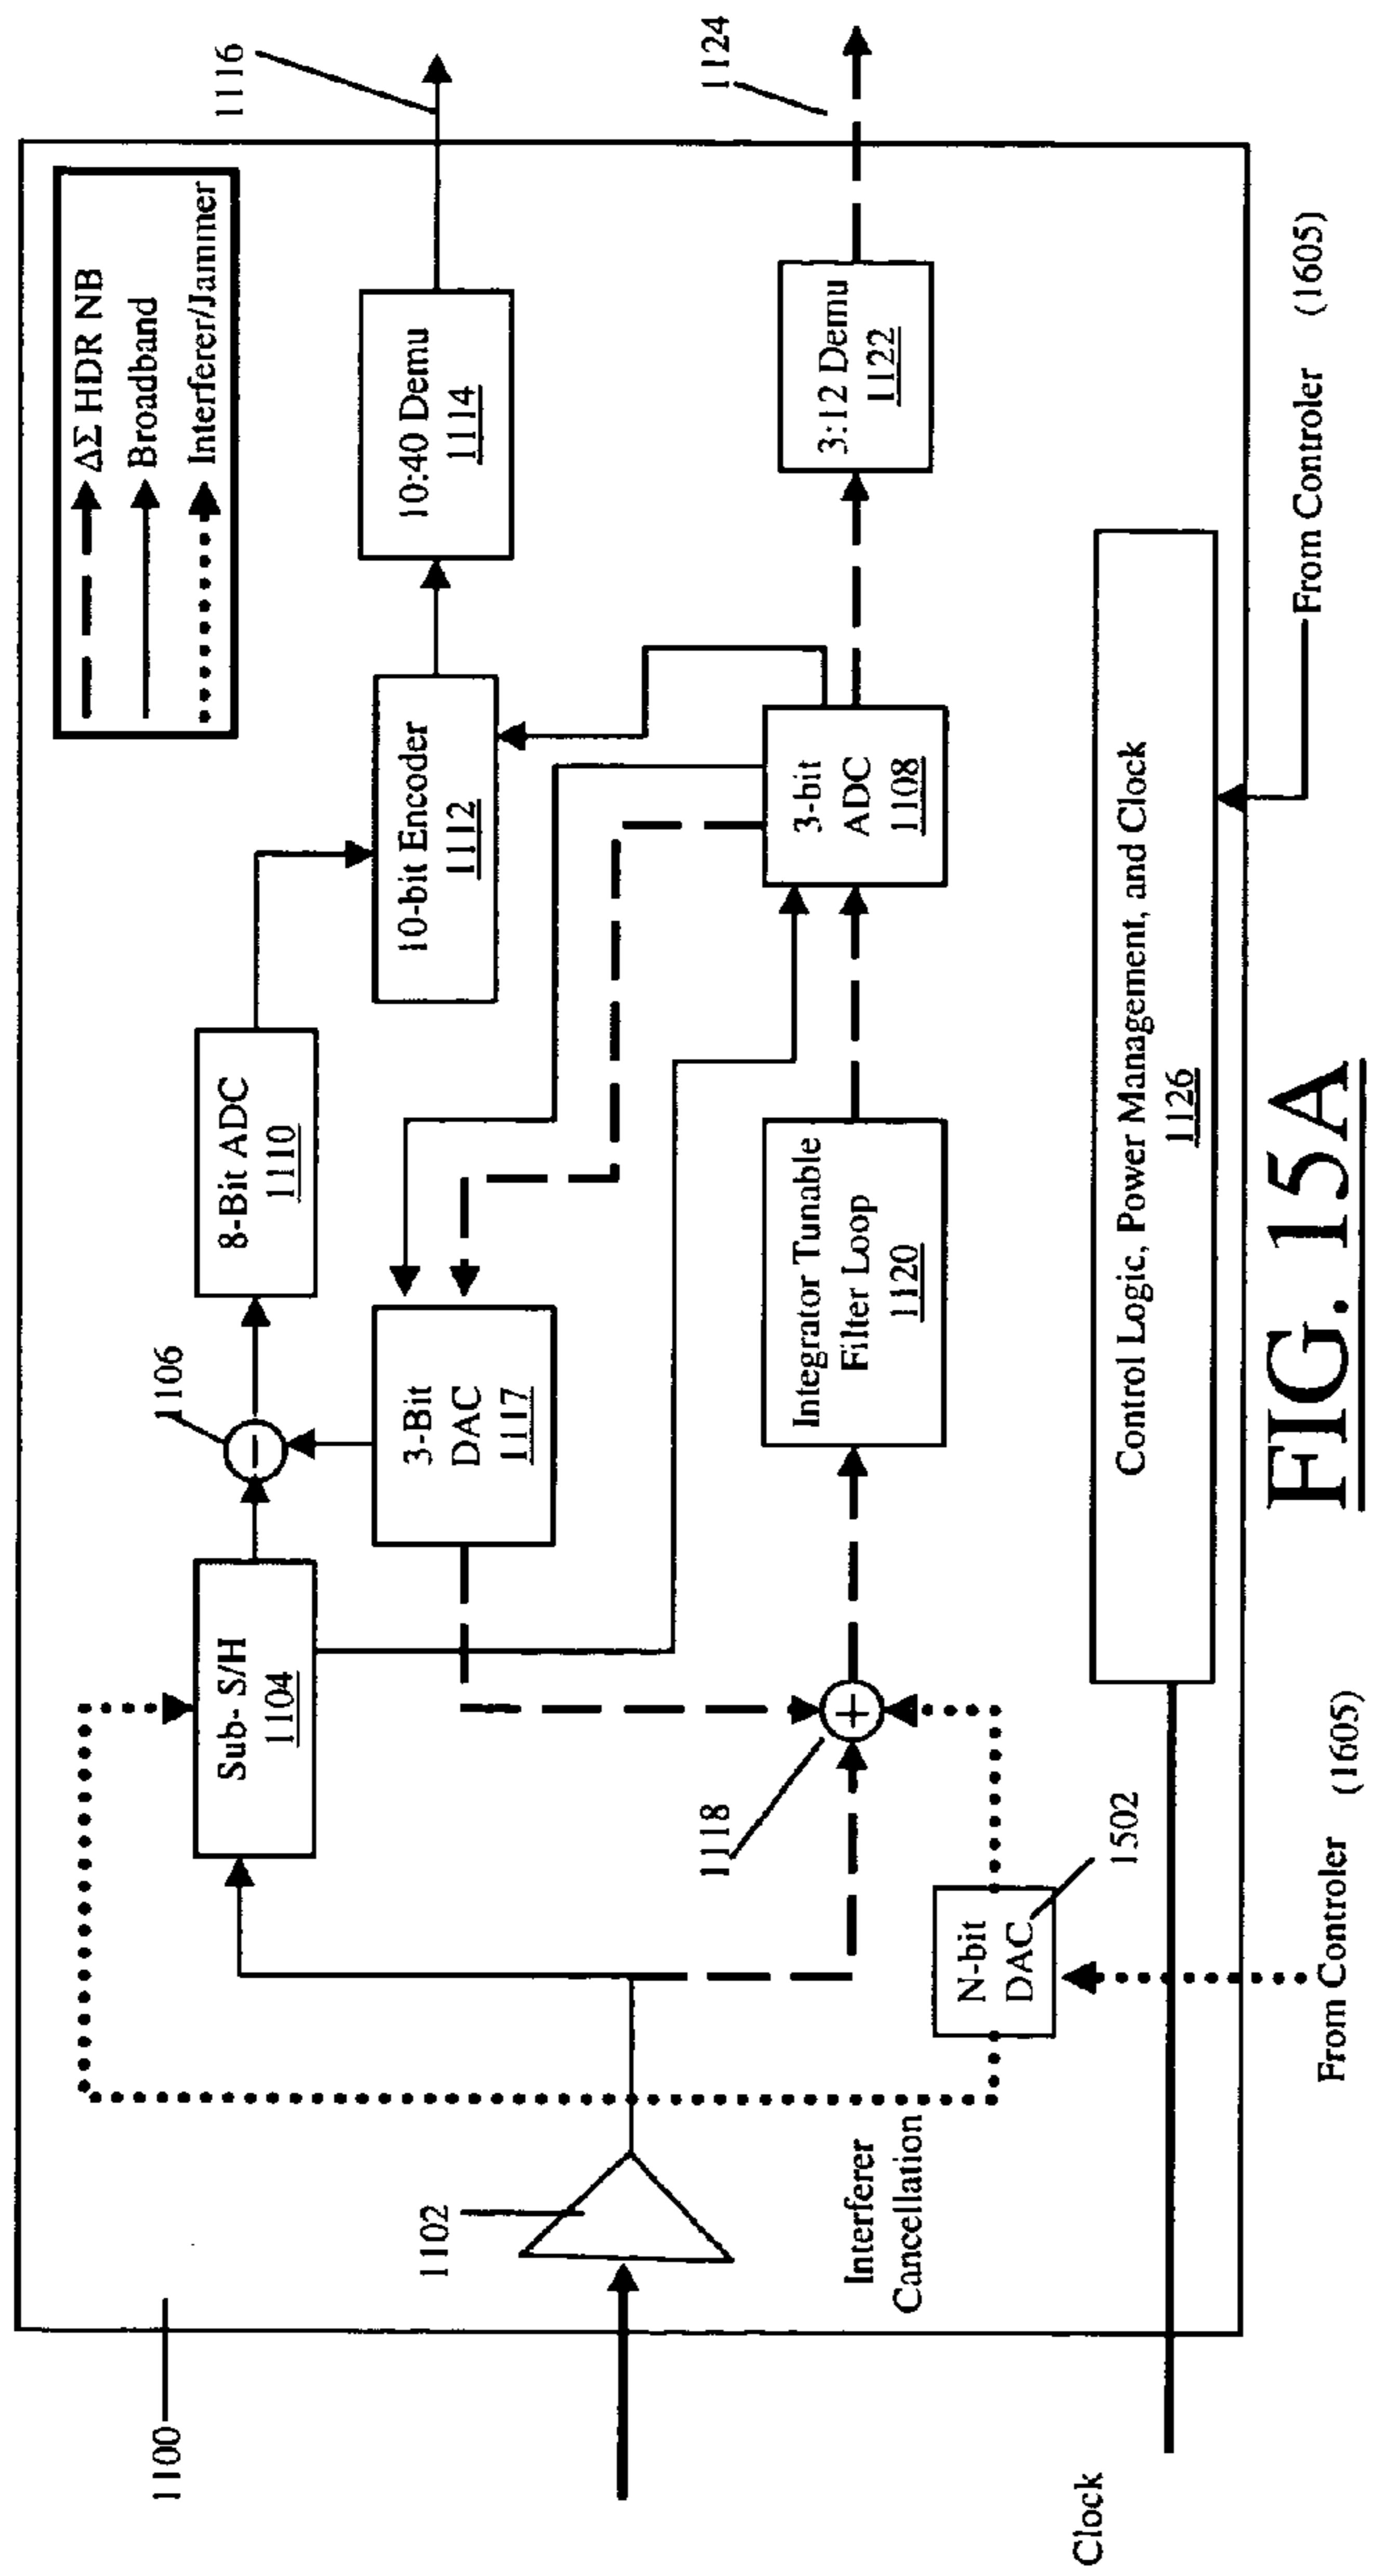 1100
1116
1124
ΔΣ HDR NB
Broadband
Interferer/Jammer
1106
Sub- S/H
1104
8-Bit ADC
1110
10-bit Encoder
1112
10:40 Demu
1114
3-Bit
DAC
1117
1102
1118
Integrator Tunable
Filter Loop
1120
3-bit
ADC
1108
3:12 Demu
1122
Interferer
Cancellation
N-bit
DAC
1502
Control Logic, Power Management, and Clock
1126
Clock
From Controler (1605)
From Controler (1605)
FIG. 15A